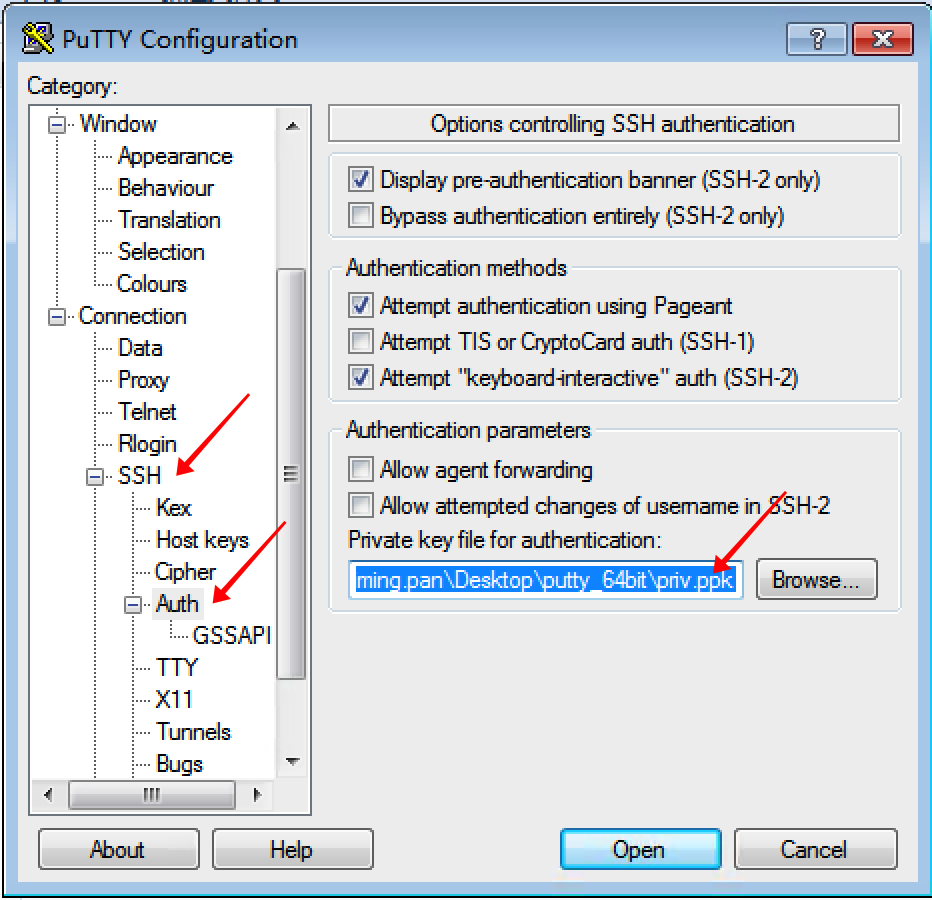 PuTTY Configuration
Category:
Window
Appearance
Behaviour
Translation
Selection
Colours
Connection
Data
Proxy
Telnet
Rlogin
SSH
Kex
Host keys
Cipher
Auth
GSSAPI
TTY
X11
Tunnels
Bugs
Options controlling SSH authentication
Display pre-authentication banner (SSH-2 only)
Bypass authentication entirely (SSH-2 only)
Authentication methods
Attempt authentication using Pageant
Attempt TIS or CryptoCard auth (SSH-1)
Attempt "keyboard-interactive" auth (SSH-2)
Authentication parameters
Allow agent forwarding
Allow attempted changes of username in SSH-2
Private key file for authentication:
ming.pan\Desktop\putty_64bit\priv.ppk
Browse...
About
Help
Open
Cancel